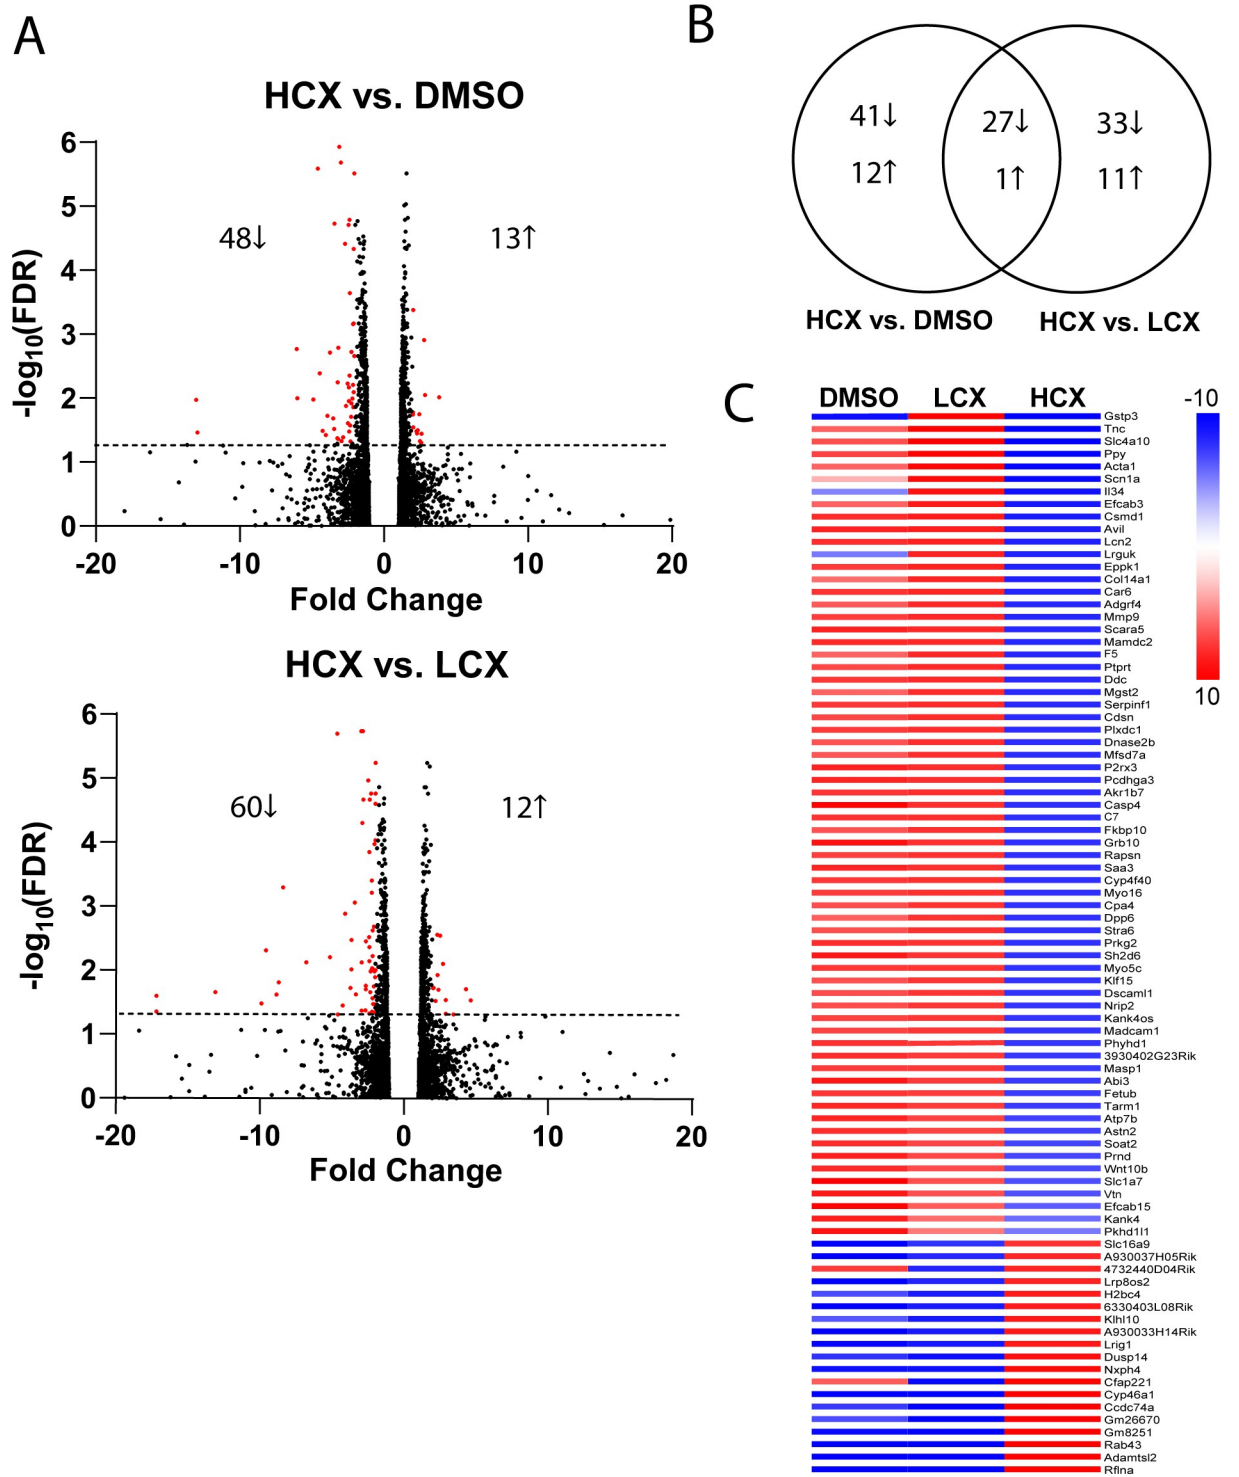 A
HCX vs. DMSO
6
5
4
3
2
1
0
-log10(FDR)
48↓
13↑
-20
-10
0
10
20
Fold Change
HCX vs. LCX
6
5
4
3
2
1
0
-log10(FDR)
60↓
12↑
-20
-10
0
10
20
Fold Change
B
41↓
27↓
33↓
12↑
1↑
11↑
HCX vs. DMSO
HCX vs. LCX
C
DMSO
LCX
HCX
-10
10
Gstp3
Tnc
Slc4a10
Ppy
Acta1
Scn1a
Il34
Efcab3
Csmd1
Avil
Lcn2
Lrguk
Eppk1
Col14a1
Car6
Adgrf4
Mmp9
Scara5
Mamdc2
F5
Ptprt
Ddc
Mgst2
Serpinf1
Cdsn
Plxdc1
Dnase2b
Mfsd7a
P2rx3
Pcdhga3
Akr1b7
Casp4
C7
Fkbp10
Grb10
Rapsn
Saa3
Cyp4f40
Myo16
Cpa4
Dpp6
Stra6
Prkg2
Sh2d6
Myo5c
Klf15
Dscaml1
Nrip2
Kank4os
Madcam1
Phyhd1
3930402G23Rik
Masp1
Abi3
Fetub
Tarm1
Atp7b
Astn2
Soat2
Prnd
Wnt10b
Slc1a7
Vtn
Efcab15
Kank4
Pkhd1l1
Slc16a9
A930037H05Rik
4732440D04Rik
Lrp8os2
H2bc4
6330403L08Rik
Klhl10
A930033H14Rik
Lrig1
Dusp14
Nxph4
Cfap221
Cyp46a1
Ccdc74a
Gm26670
Gm8251
Rab43
Adamtsl2
Rflna